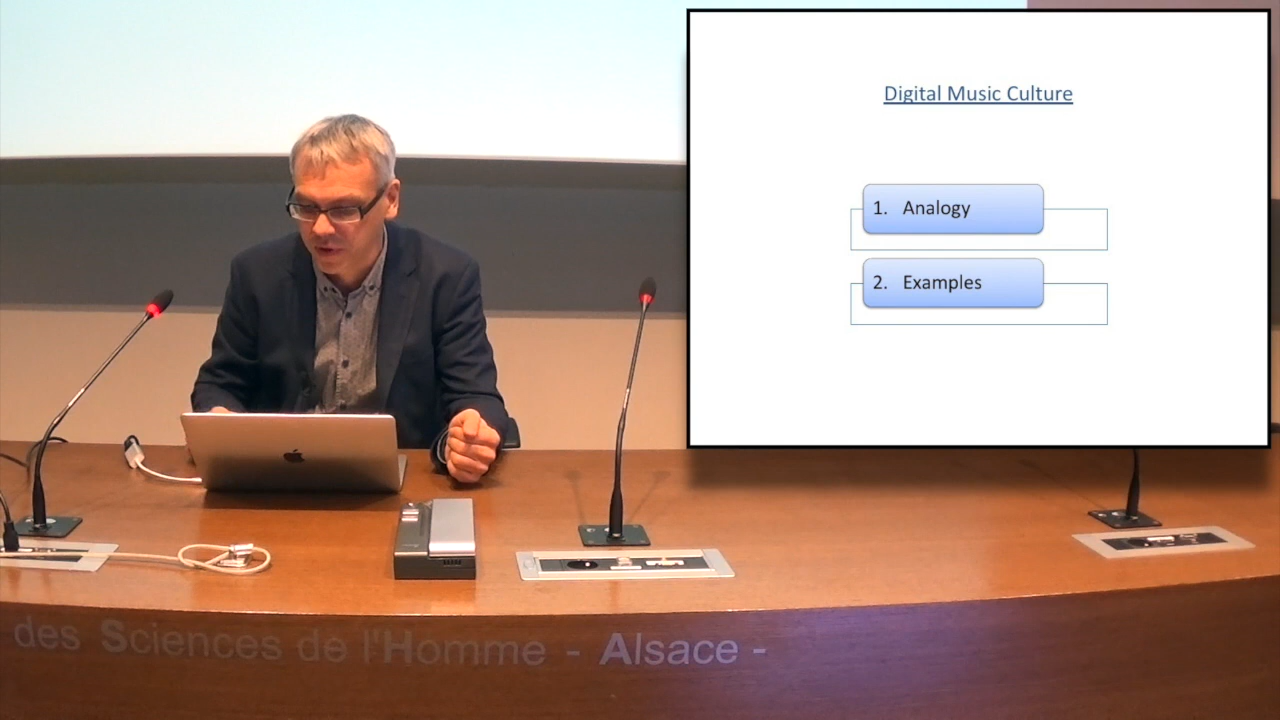 Digital Music Culture
1. Analogy
2. Examples
des Sciences de l'Homme - Alsace -